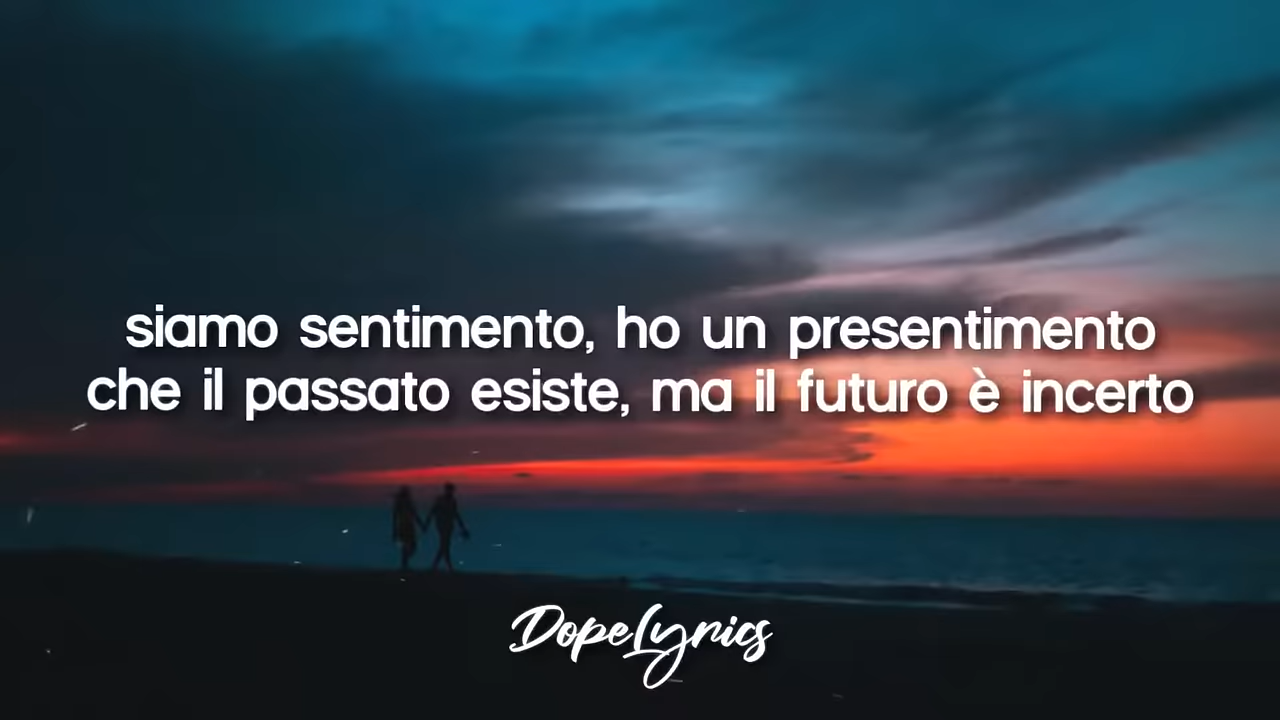 siamo sentimento, ho un presentimento
che il passato esiste, ma il futuro è incerto
DopeLyrics